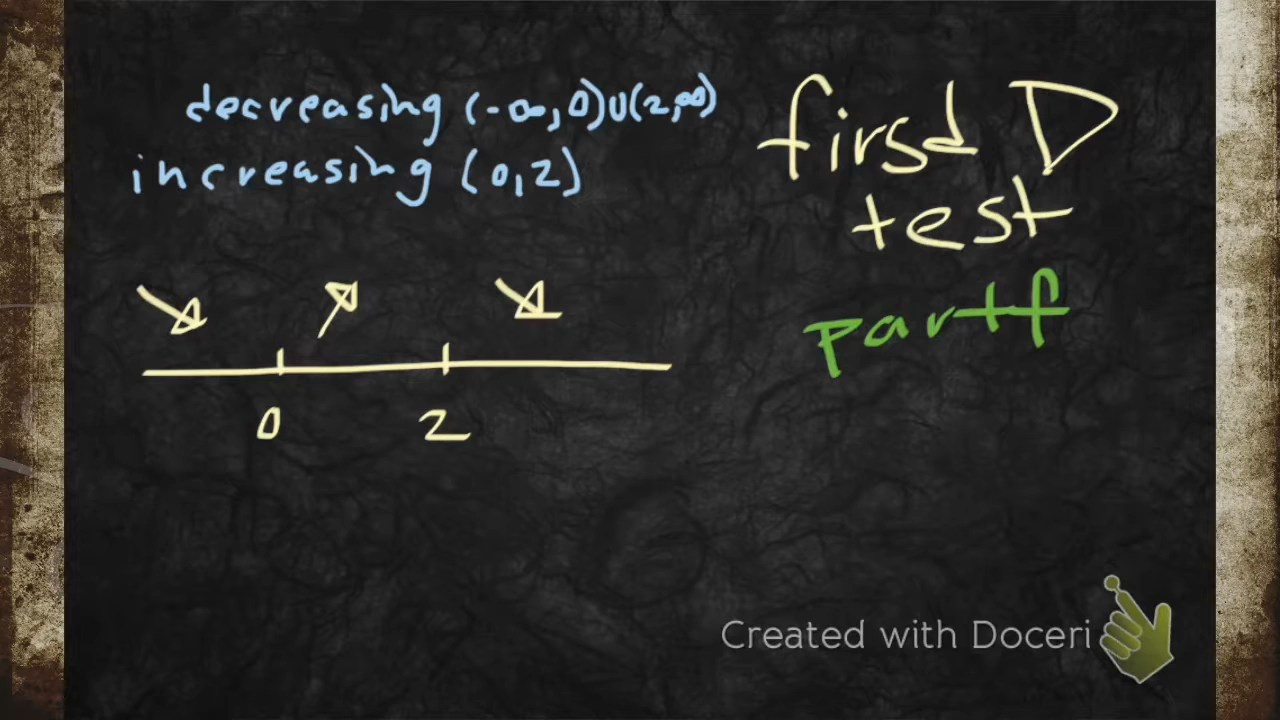 decreasing (-∞,0)∪(2,∞)
increasing (0,2)
first D
test
part f
0 2
Created with Doceri